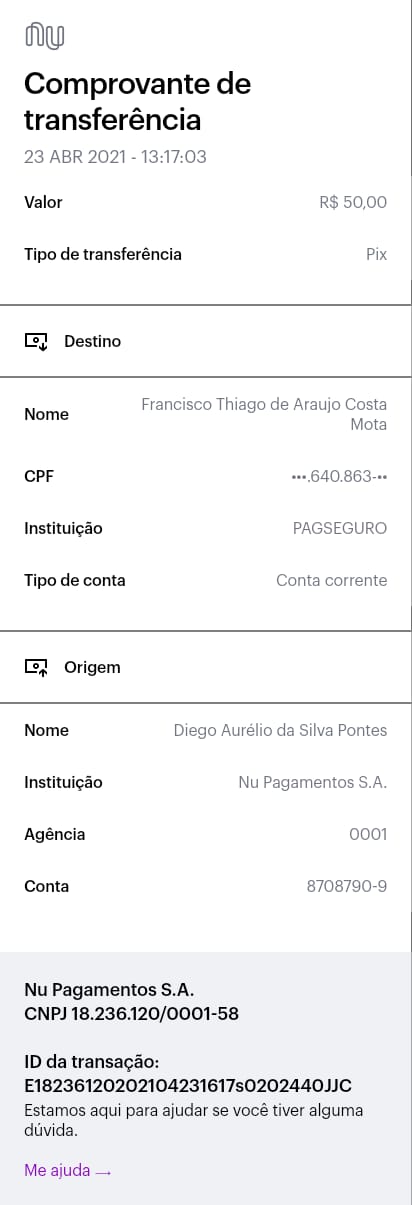 nu
Comprovante de
transferência
23 ABR 2021 - 13:17:03
Valor R$ 50,00
Tipo de transferência Pix
Destino
Nome Francisco Thiago de Araujo Costa
Mota
CPF •••.640.863-••
Instituição PAGSEGURO
Tipo de conta Conta corrente
Origem
Nome Diego Aurélio da Silva Pontes
Instituição Nu Pagamentos S.A.
Agência 0001
Conta 8708790-9
Nu Pagamentos S.A.
CNPJ 18.236.120/0001-58
ID da transação:
E18236120202104231617s0202440JJC
Estamos aqui para ajudar se você tiver alguma
dúvida.
Me ajuda →